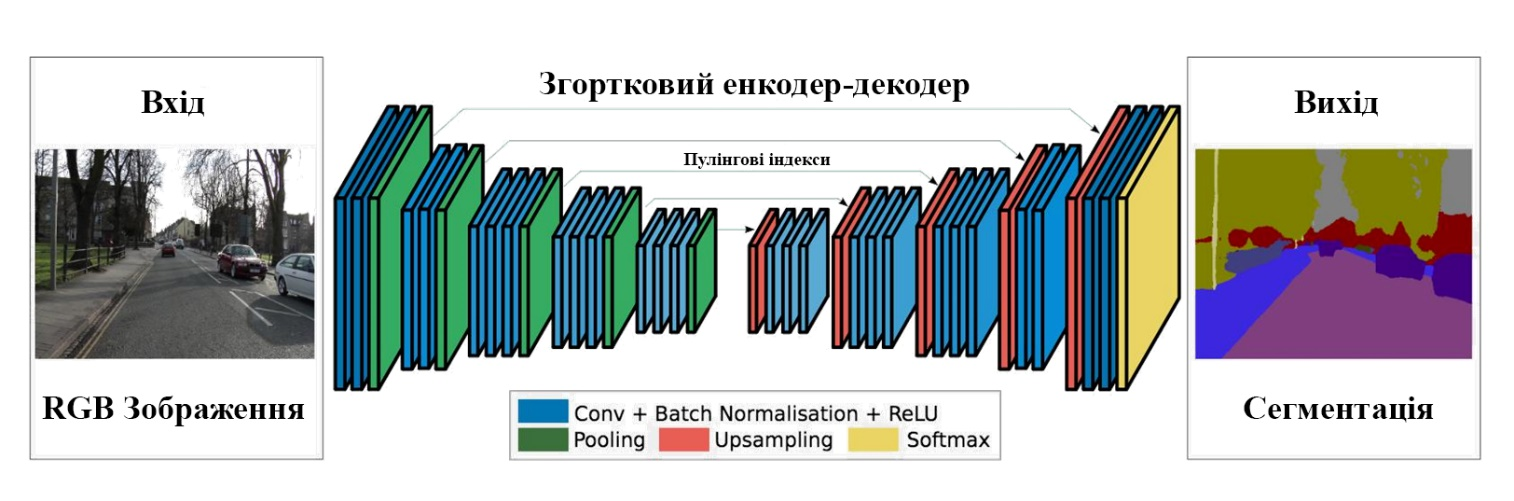 Вхід
RGB Зображення
Згортковий енкодер-декодер
Пулінгові індекси
Conv + Batch Normalisation + ReLU
Pooling Upsampling Softmax
Вихід
Сегментація